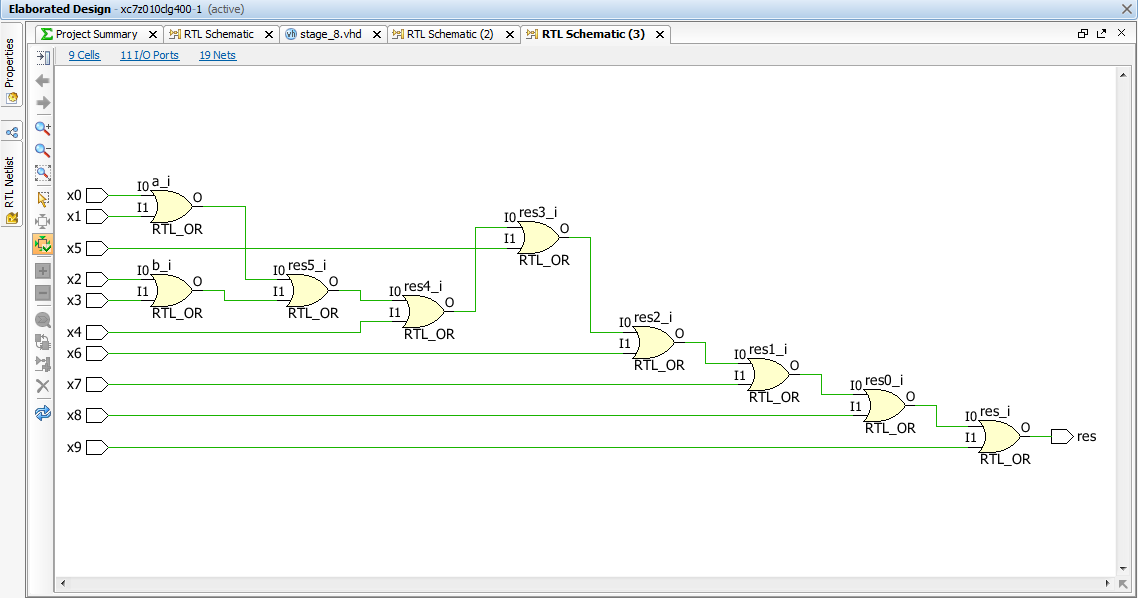 Elaborated Design - xc7z010clg400-1 (active)
Properties
RTL Netlist
Project Summary
RTL Schematic
stage_8.vhd
RTL Schematic (2)
RTL Schematic (3)
9 Cells 11 I/O Ports 19 Nets
x0
x1
x5
x2
x3
x4
x6
x7
x8
x9
I0 a_i
I1
O
RTL_OR
I0 b_i
I1
O
RTL_OR
I0 res5_i
I1
O
RTL_OR
I0 res4_i
I1
O
RTL_OR
I0 res3_i
I1
O
RTL_OR
I0 res2_i
I1
O
RTL_OR
I0 res1_i
I1
O
RTL_OR
I0 res0_i
I1
O
RTL_OR
I0 res_i
I1
O
RTL_OR
res